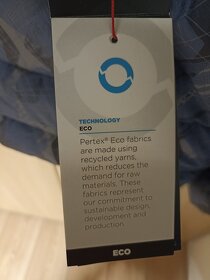 TECHNOLOGY
ECO
Pertex® Eco fabrics
are made using
recycled yarns,
which reduces the
demand for raw
materials. These
fabrics represent
our commitment to
sustainable design,
development and
production
ECO